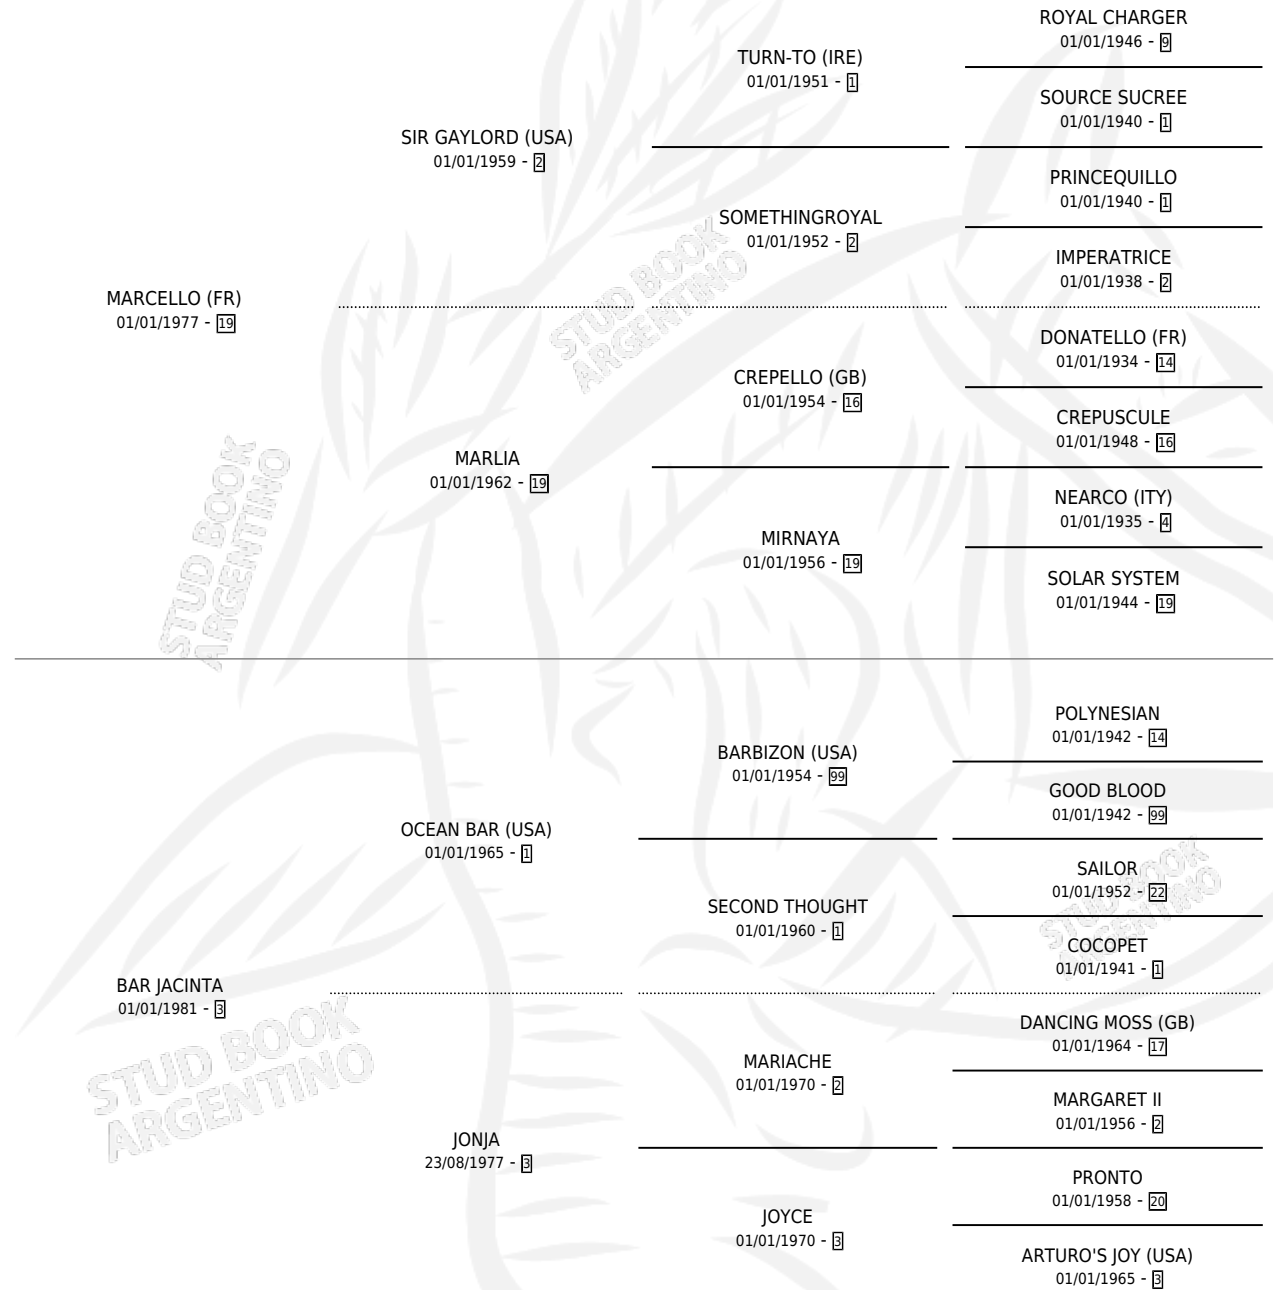 ROYAL CHARGER
01/01/1946 - 9
TURN-TO (IRE)
01/01/1951 - 1
SOURCE SUCREE
01/01/1940 - 1
SIR GAYLORD (USA)
01/01/1959 - 2
PRINCEQUILLO
01/01/1940 - 1
SOMETHINGROYAL
01/01/1952 - 2
IMPERATRICE
01/01/1938 - 2
MARCELLO (FR)
01/01/1977 - 19
DONATELLO (FR)
01/01/1934 - 14
CREPELLO (GB)
01/01/1954 - 16
CREPUSCULE
01/01/1948 - 16
MARLIA
01/01/1962 - 19
NEARCO (ITY)
01/01/1935 - 4
MIRNAYA
01/01/1956 - 19
SOLAR SYSTEM
01/01/1944 - 19
POLYNESIAN
01/01/1942 - 14
BARBIZON (USA)
01/01/1954 - 99
GOOD BLOOD
01/01/1942 - 99
OCEAN BAR (USA)
01/01/1965 - 1
SAILOR
01/01/1952 - 22
SECOND THOUGHT
01/01/1960 - 1
COCOPET
01/01/1941 - 1
BAR JACINTA
01/01/1981 - 3
DANCING MOSS (GB)
01/01/1964 - 17
MARIACHE
01/01/1970 - 2
MARGARET II
01/01/1956 - 2
JONJA
23/08/1977 - 3
PRONTO
01/01/1958 - 20
JOYCE
01/01/1970 - 3
ARTURO'S JOY (USA)
01/01/1965 - 3
STUD BOOK
ARGENTINO
STUD BOOK
ARGENTINO
STUD BOOK
ARGENTINO
STUD BOOK
ARGENTINO